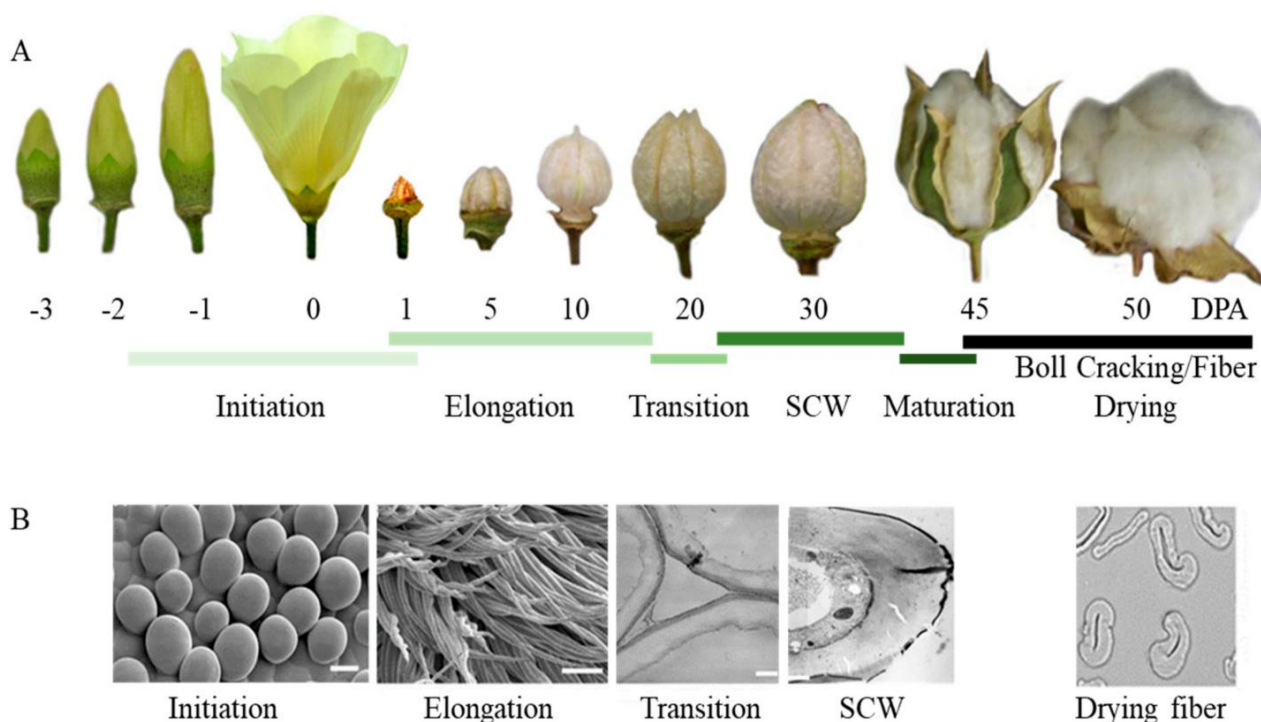 A
-3 -2 -1 0 1 5 10 20 30 45 50 DPA
Boll Cracking/Fiber
Initiation Elongation Transition SCW Maturation Drying
B
Initiation Elongation Transition SCW Drying fiber